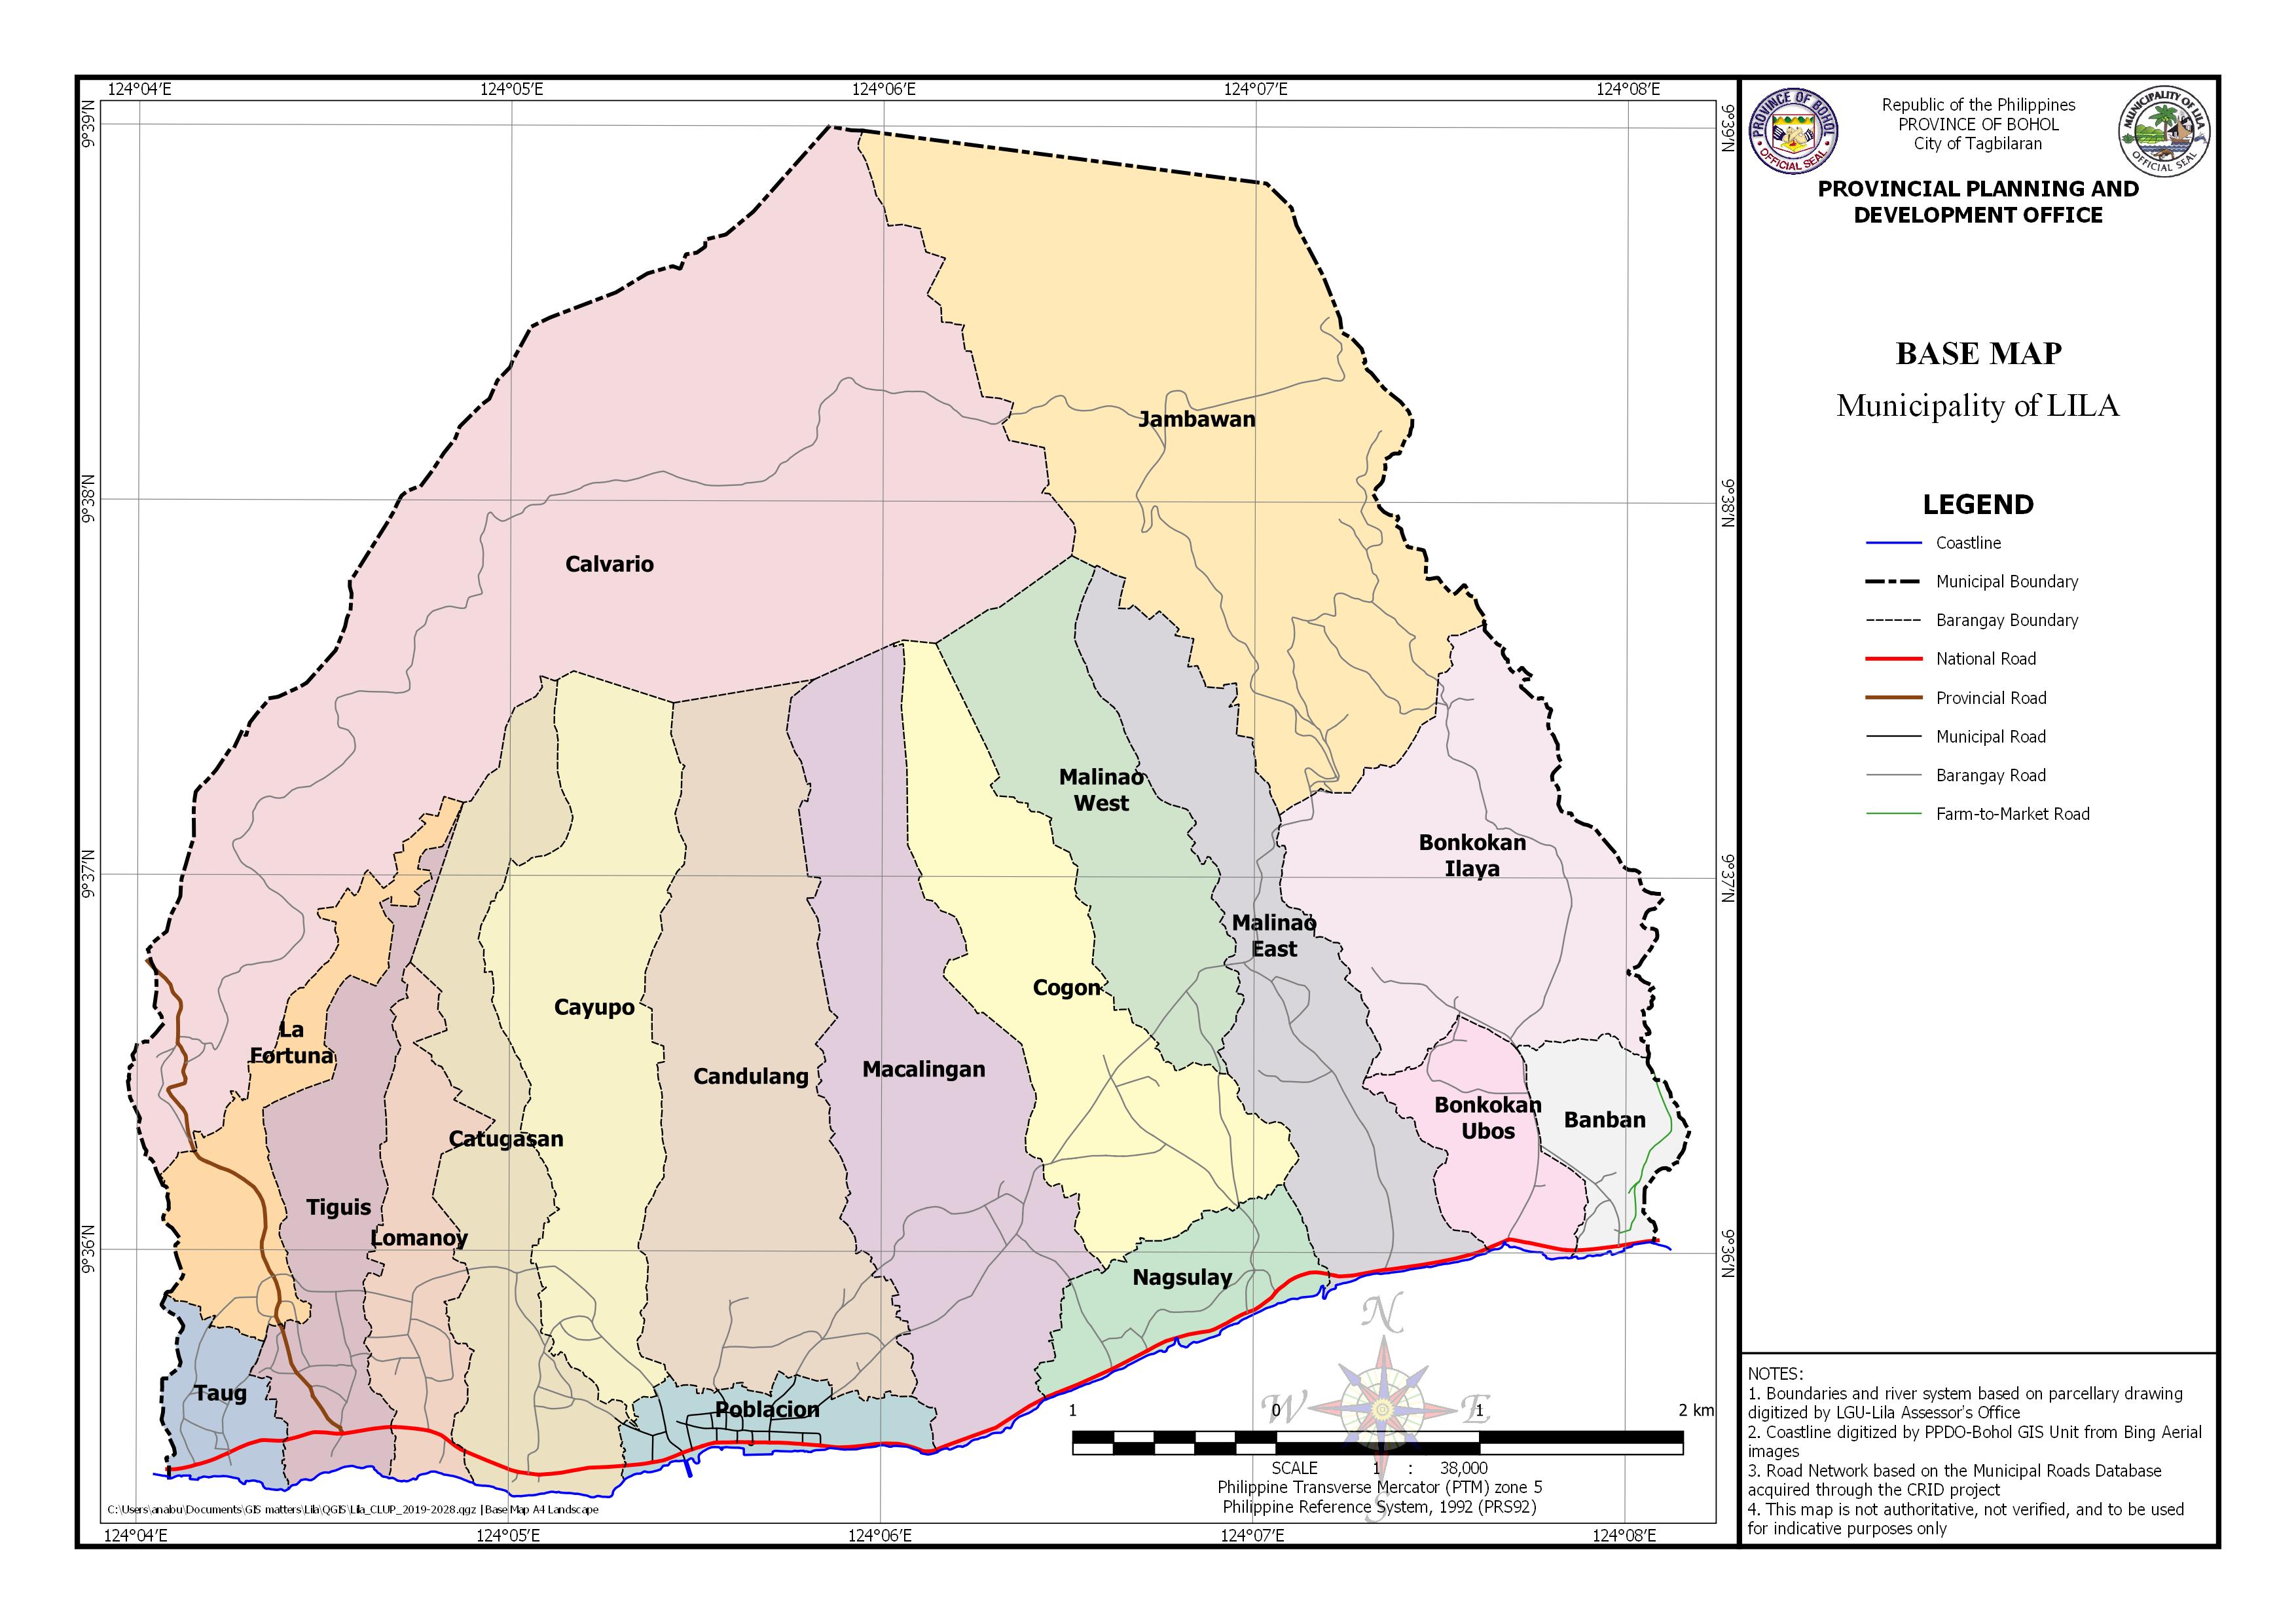 124°04'E 124°05'E 124°06'E 124°07'E 124°08'E
9°39'N
9°38'N
9°37'N
9°36'N
9°39'N
9°38'N
9°37'N
9°36'N
Jambawan
Calvario
Malinao
West
Bonkokan
Ilaya
Malinao
East
Cogon
Cayupo
La
Fortuna
Macalingan
Candulang
Bonkokan
Ubos
Banban
Catugasan
Tiguis
Lomanoy
Nagsulay
Taug
Poblacion
N
W
E
S
1 0 1 2 km
SCALE 1 : 38,000
Philippine Transverse Mercator (PTM) zone 5
Philippine Reference System, 1992 (PRS92)
C:\Users\anabu\Documents\GIS matters\Lila\QGIS\Lila_CLUP_2019-2028.qgz | Base Map A4 Landscape
124°04'E 124°05'E 124°06'E 124°07'E 124°08'E
PROVINCE OF BOHOL
OFFICIAL SEAL
Republic of the Philippines
PROVINCE OF BOHOL
City of Tagbilaran
MUNICIPALITY OF LILA
OFFICIAL SEAL
PROVINCIAL PLANNING AND
DEVELOPMENT OFFICE
BASE MAP
Municipality of LILA
LEGEND
Coastline
Municipal Boundary
Barangay Boundary
National Road
Provincial Road
Municipal Road
Barangay Road
Farm-to-Market Road
NOTES:
1. Boundaries and river system based on parcellary drawing
digitized by LGU-Lila Assessor's Office
2. Coastline digitized by PPDO-Bohol GIS Unit from Bing Aerial
images
3. Road Network based on the Municipal Roads Database
acquired through the CRID project
4. This map is not authoritative, not verified, and to be used
for indicative purposes only